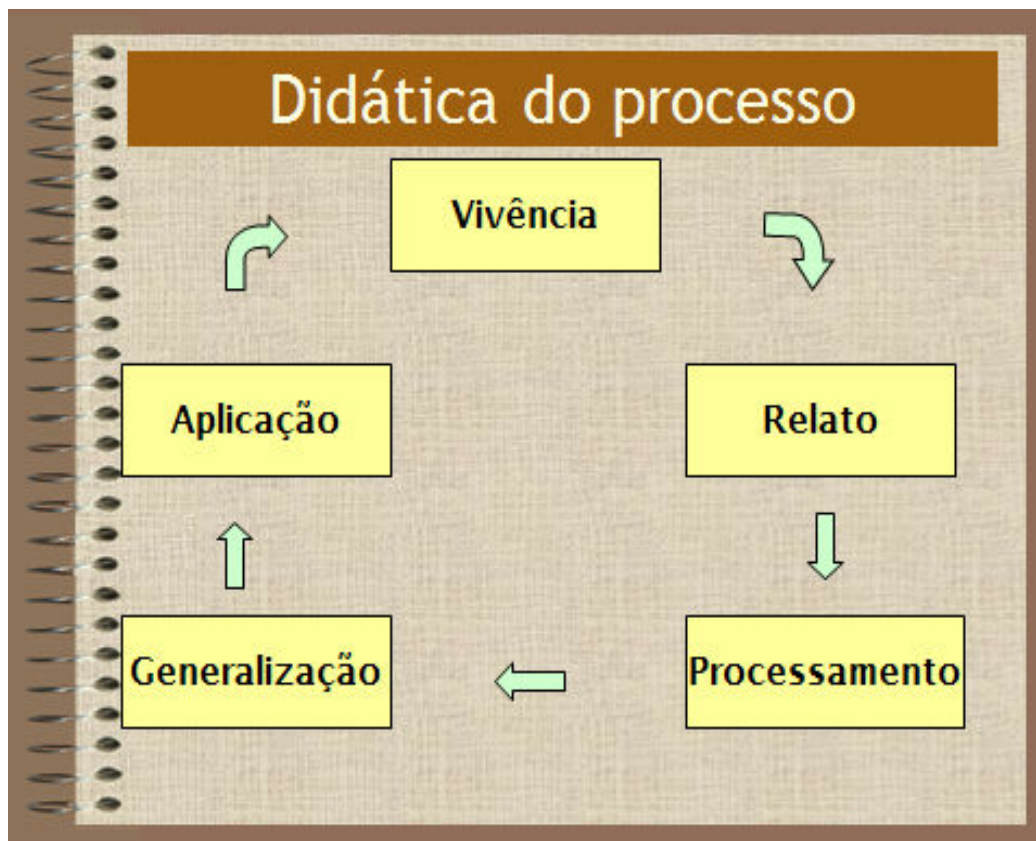 Didática do processo
Vivência
Relato
Processamento
Generalização
Aplicação